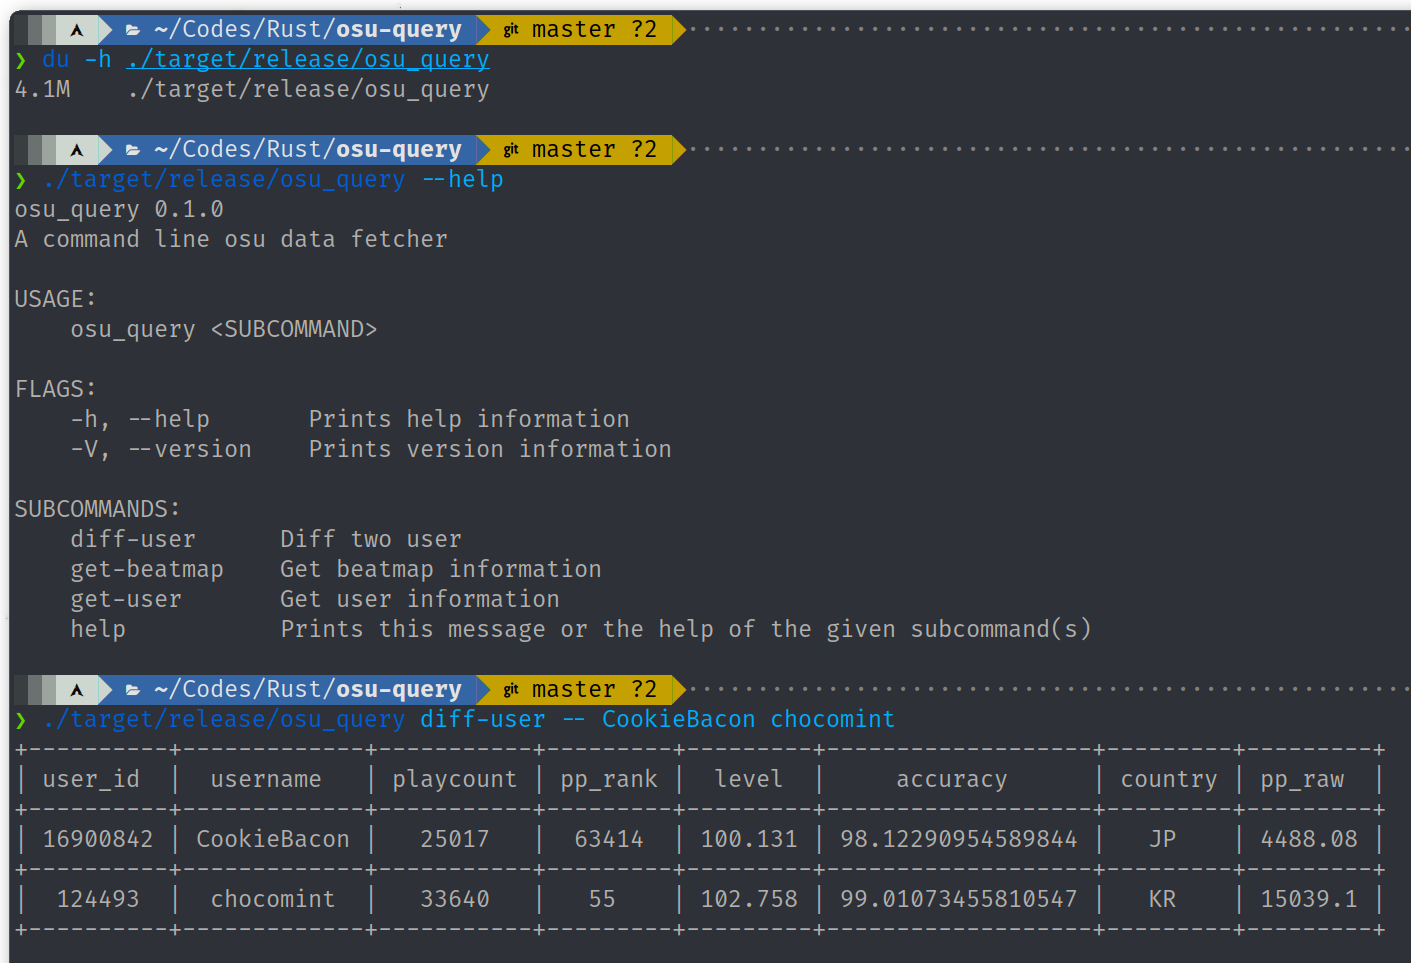 ~/Codes/Rust/osu-query git master ?2
❯ du -h ./target/release/osu_query
4.1M    ./target/release/osu_query
~/Codes/Rust/osu-query git master ?2
❯ ./target/release/osu_query --help
osu_query 0.1.0
A command line osu data fetcher
USAGE:
    osu_query <SUBCOMMAND>
FLAGS:
    -h, --help       Prints help information
    -V, --version    Prints version information
SUBCOMMANDS:
    diff-user      Diff two user
    get-beatmap    Get beatmap information
    get-user       Get user information
    help           Prints this message or the help of the given subcommand(s)
~/Codes/Rust/osu-query git master ?2
❯ ./target/release/osu_query diff-user -- CookieBacon chocomint
+----------+-------------+-----------+---------+---------+-------------------+---------+---------+
| user_id  |  username   | playcount | pp_rank |  level  |     accuracy      | country | pp_raw  |
+----------+-------------+-----------+---------+---------+-------------------+---------+---------+
| 16900842 | CookieBacon |   25017   |  63414  | 100.131 | 98.12290954589844 |   JP    | 4488.08 |
+----------+-------------+-----------+---------+---------+-------------------+---------+---------+
|  124493  |  chocomint  |   33640   |   55    | 102.758 | 99.01073455810547 |   KR    | 15039.1 |
+----------+-------------+-----------+---------+---------+-------------------+---------+---------+